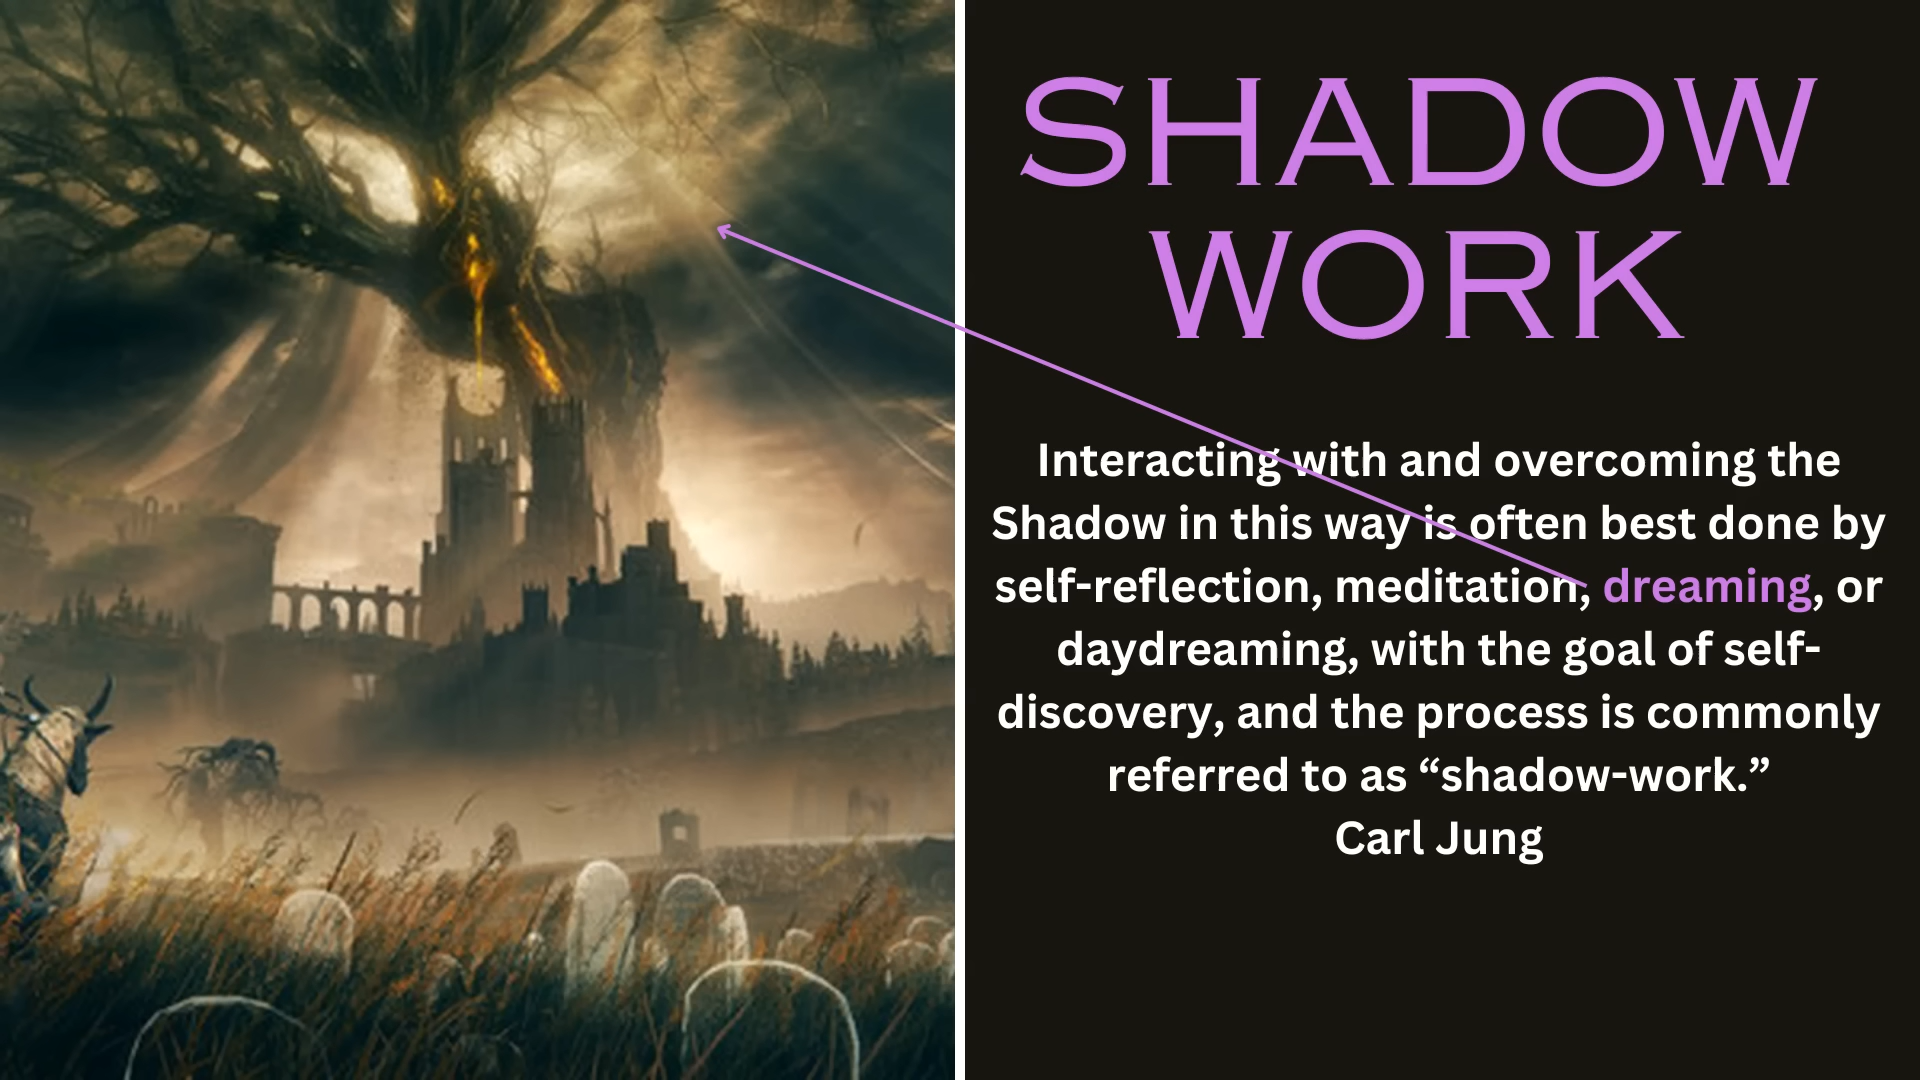 SHADOW
WORK
Interacting with and overcoming the
Shadow in this way is often best done by
self-reflection, meditation, dreaming, or
daydreaming, with the goal of self-
discovery, and the process is commonly
referred to as “shadow-work.”
Carl Jung